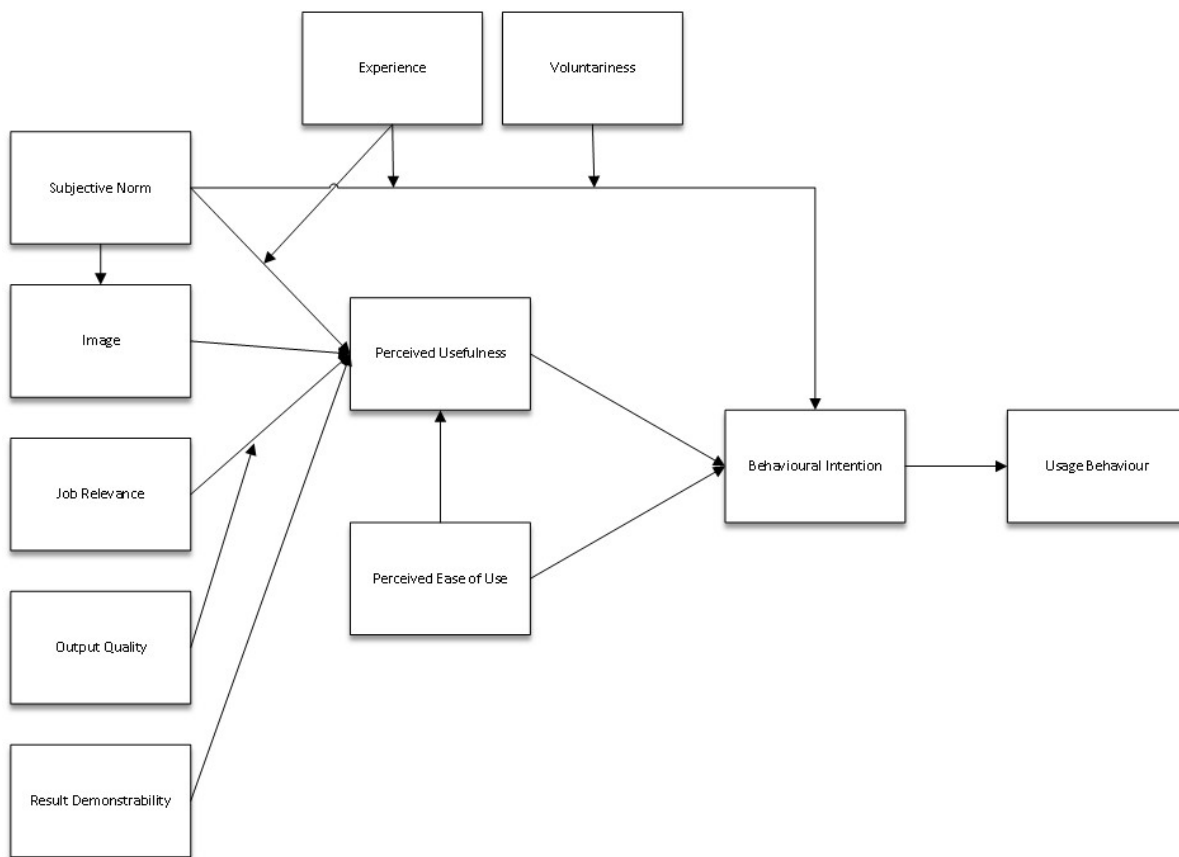 Experience
Voluntariness
Subjective Norm
Image
Perceived Usefulness
Job Relevance
Behavioural Intention
Usage Behaviour
Perceived Ease of Use
Output Quality
Result Demonstrability